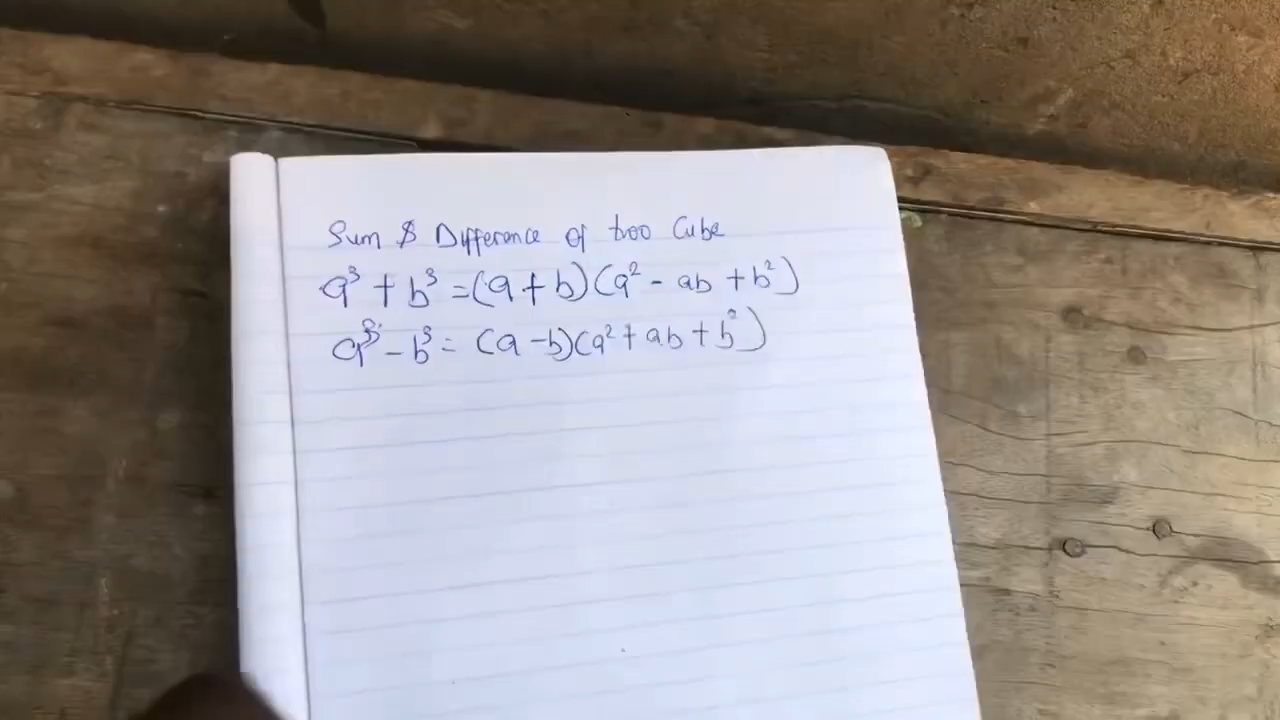 Sum & Difference of two Cube
a³ + b³ = (a + b)(a² - ab + b²)
a³ - b³ = (a - b)(a² + ab + b²)